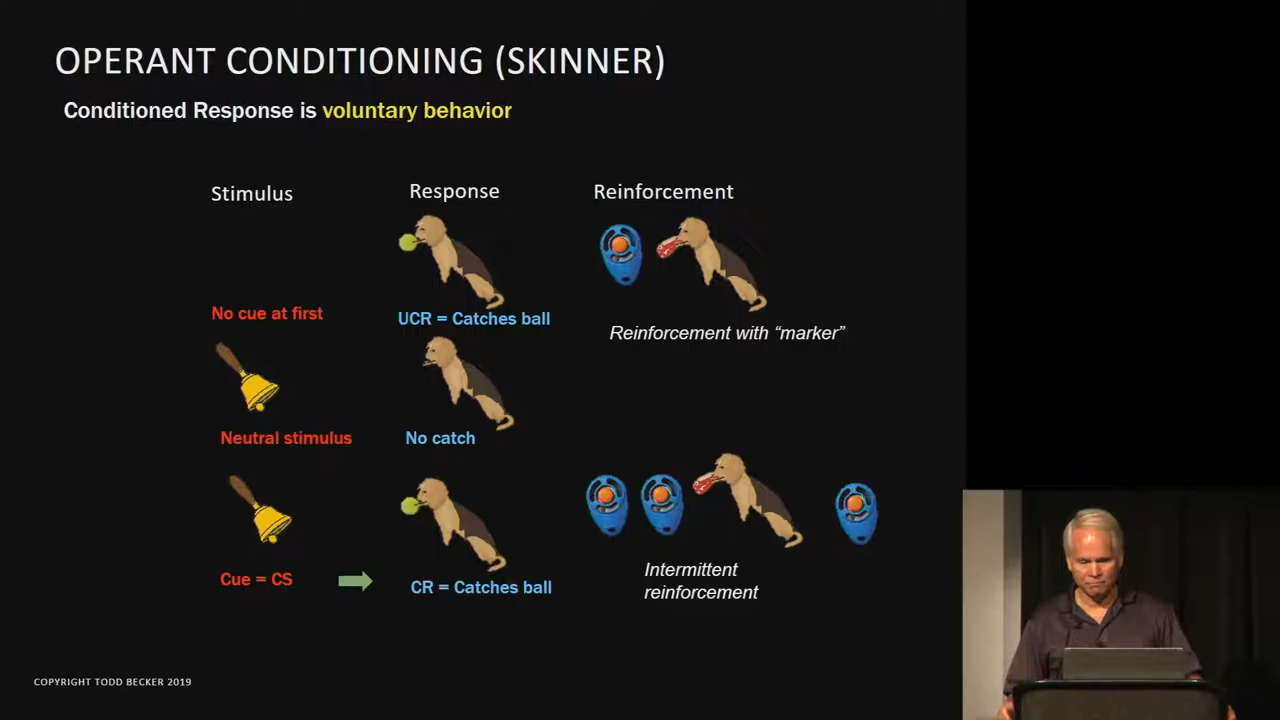 OPERANT CONDITIONING (SKINNER)
Conditioned Response is voluntary behavior
Stimulus
Response
Reinforcement
No cue at first
UCR = Catches ball
Reinforcement with “marker”
Neutral stimulus
No catch
Cue = CS
CR = Catches ball
Intermittent
reinforcement
COPYRIGHT TODD BECKER 2019